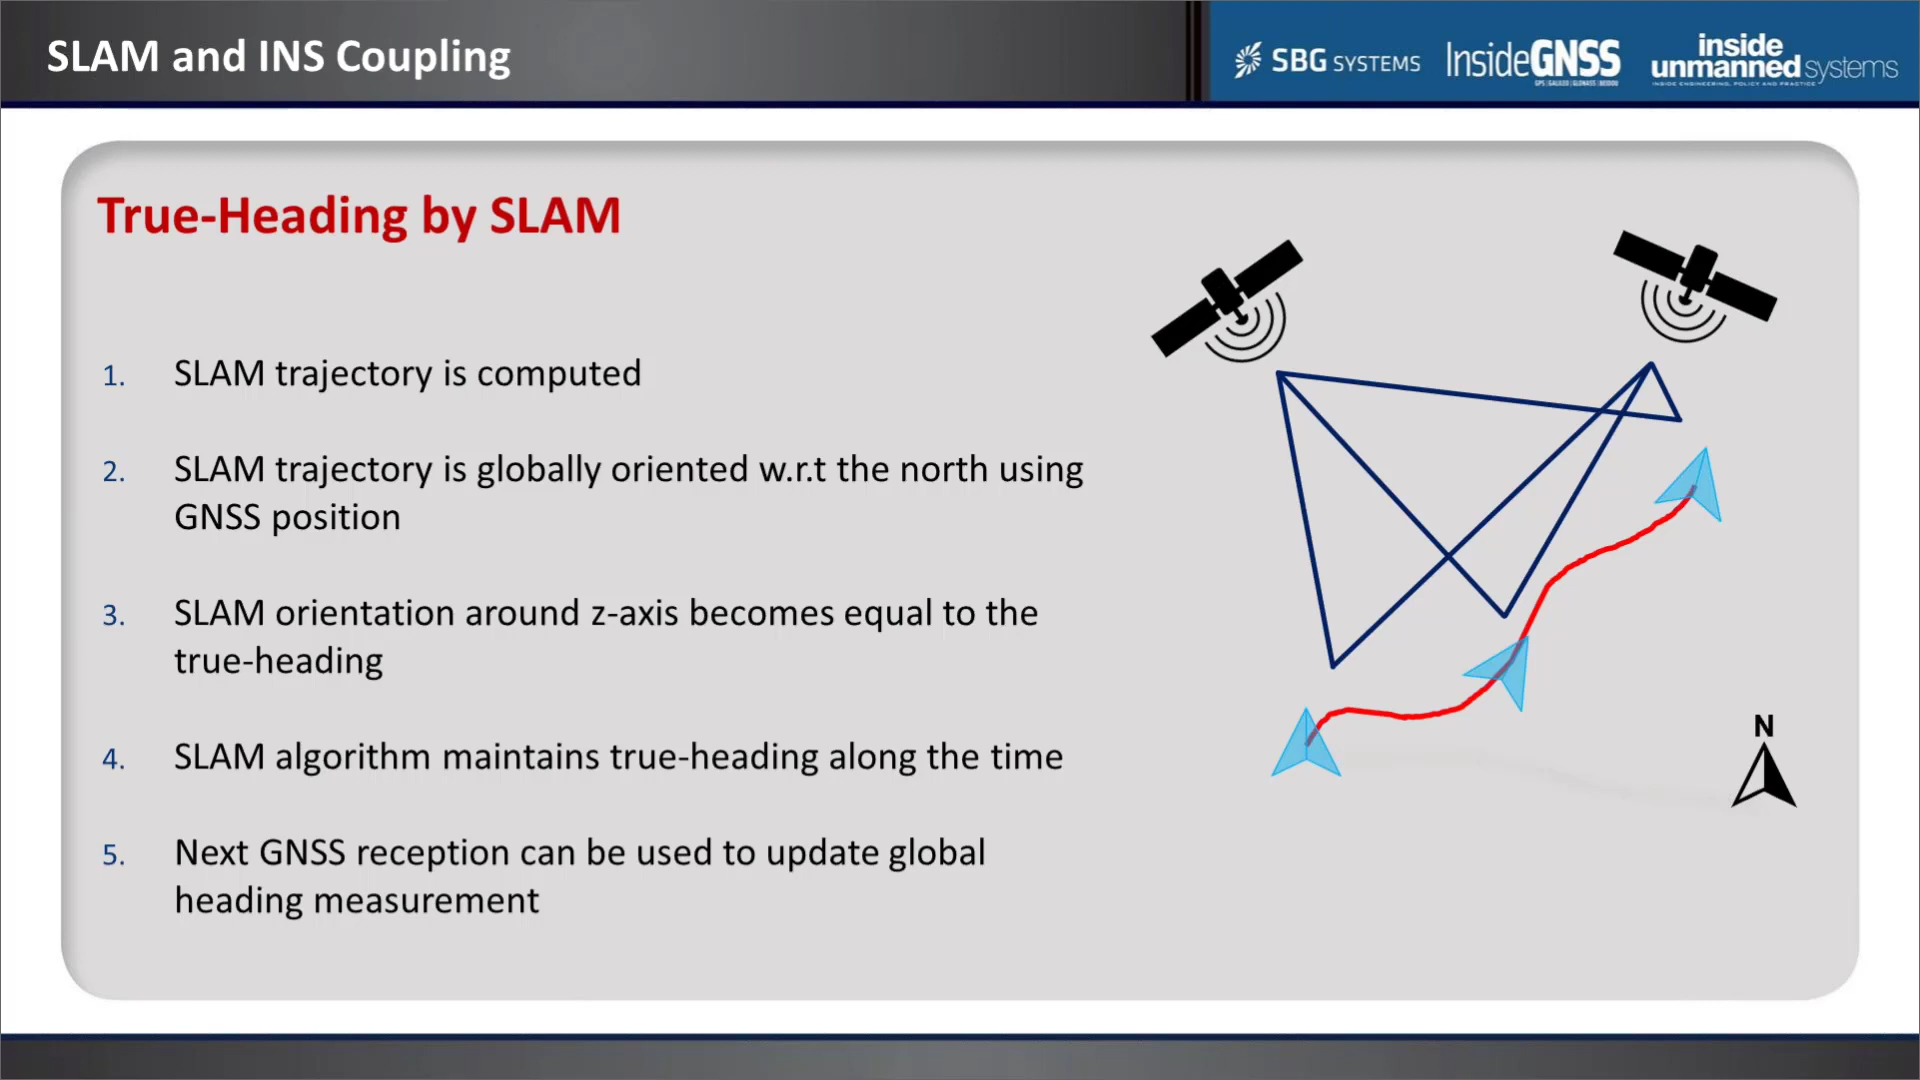 SLAM and INS Coupling
SBG SYSTEMS
InsideGNSS
GPS | GALILEO | GLONASS | BEIDOU
inside
unmanned systems
INSIDE ENGINEERING, POLICY AND PRACTICE
True-Heading by SLAM
1. SLAM trajectory is computed
2. SLAM trajectory is globally oriented w.r.t the north using
GNSS position
3. SLAM orientation around z-axis becomes equal to the
true-heading
4. SLAM algorithm maintains true-heading along the time
5. Next GNSS reception can be used to update global
heading measurement
N